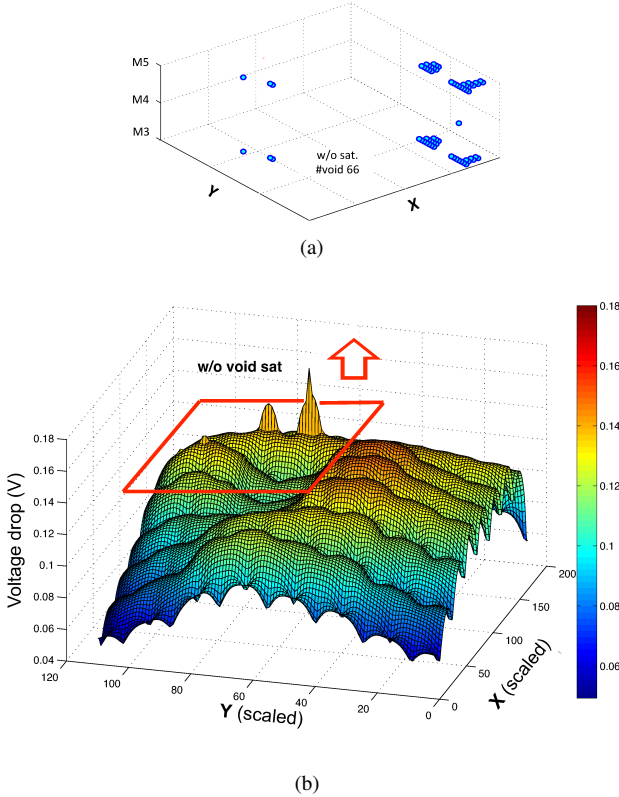 M5
M4
M3
w/o sat.
#void 66
Y
X
(a)
w/o void sat
0.18
0.16
0.14
0.12
0.1
0.08
0.06
0.04
Voltage drop (V)
120
100
80
60
40
20
0
Y (scaled)
0
50
100
150
200
X (scaled)
0.18
0.16
0.14
0.12
0.1
0.08
0.06
(b)